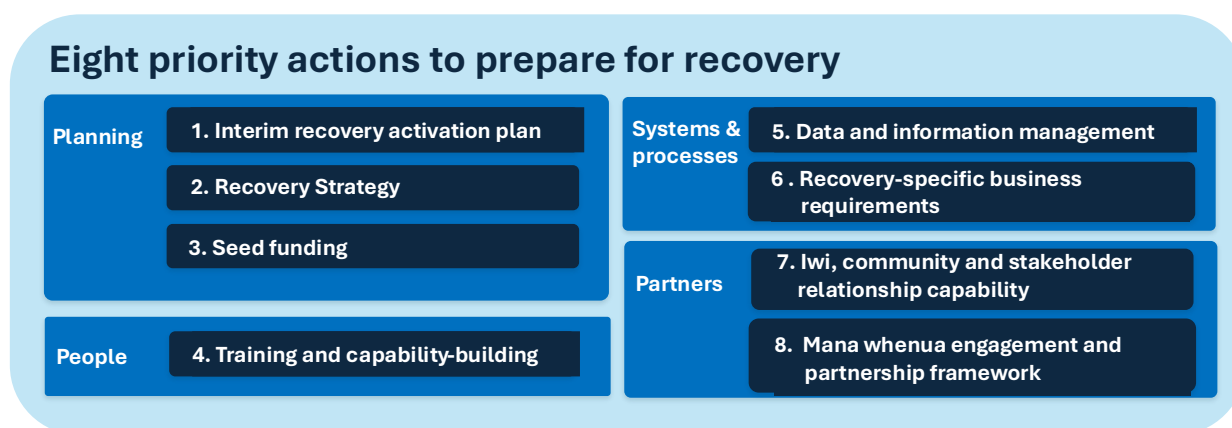 Eight priority actions to prepare for recovery
Planning
1. Interim recovery activation plan
2. Recovery Strategy
3. Seed funding
People
4. Training and capability-building
Systems &
processes
5. Data and information management
6 . Recovery-specific business
requirements
Partners
7. Iwi, community and stakeholder
relationship capability
8. Mana whenua engagement and
partnership framework